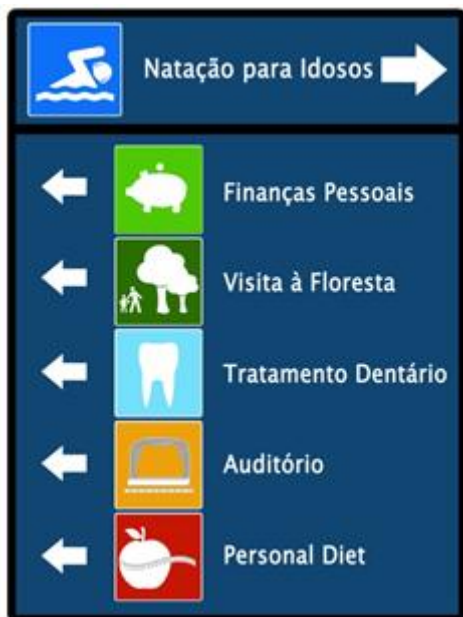 Natação para Idosos
Finanças Pessoais
Visita à Floresta
Tratamento Dentário
Auditório
Personal Diet